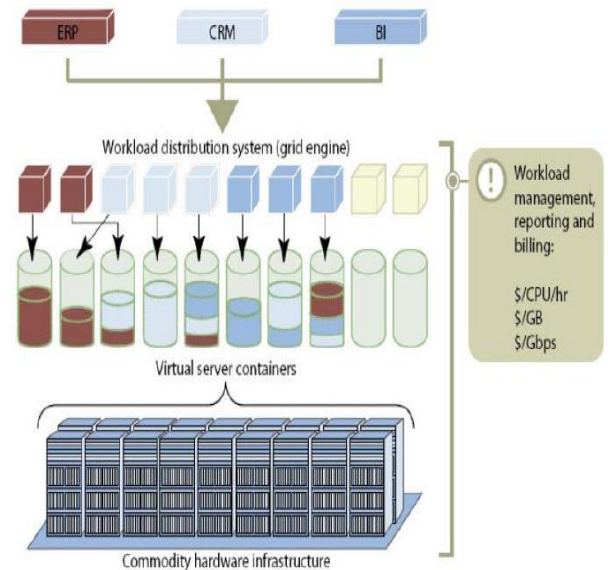 ERP
CRM
BI
Workload distribution system (grid engine)
!
Workload
management,
reporting and
billing:
$/CPU/hr
$/GB
$/Gbps
Virtual server containers
Commodity hardware infrastructure